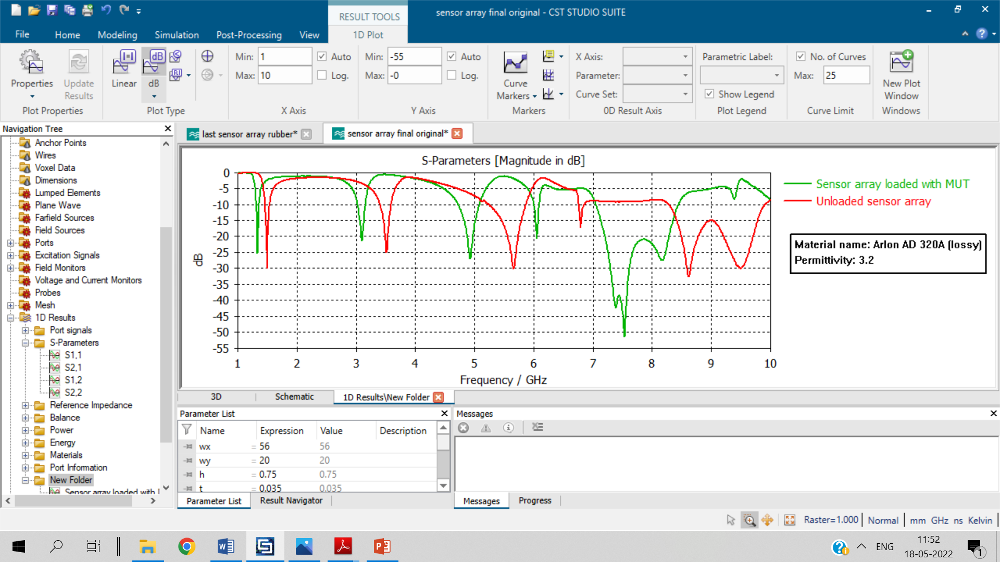 RESULT TOOLS
sensor array final original - CST STUDIO SUITE
File Home Modeling Simulation Post-Processing View 1D Plot
Properties
Update Results
Plot Properties
Linear
dB
Plot Type
Min: 1 Auto
Max: 10 Log.
X Axis
Min: -55 Auto
Max: -0 Log.
Y Axis
Curve Markers
Markers
X Axis:
Parameter:
Curve Set:
0D Result Axis
Parametric Label:
Show Legend
Plot Legend
No. of Curves
Max: 25
Curve Limit
New Plot Window
Windows
Navigation Tree
Anchor Points
Wires
Voxel Data
Dimensions
Lumped Elements
Plane Wave
Farfield Sources
Field Sources
Ports
Excitation Signals
Field Monitors
Voltage and Current Monitors
Probes
Mesh
1D Results
Port signals
S-Parameters
S1,1
S2,1
S1,2
S2,2
Reference Impedance
Balance
Power
Energy
Materials
Port Information
New Folder
Sensor array loaded with
last sensor array rubber*
sensor array final original*
S-Parameters [Magnitude in dB]
0
-5
-10
-15
-20
-25
-30
-35
-40
-45
-50
-55
dB
1 2 3 4 5 6 7 8 9 10
Frequency / GHz
Sensor array loaded with MUT
Unloaded sensor array
Material name: Arlon AD 320A (lossy)
Permittivity: 3.2
3D Schematic 1D Results\New Folder
Parameter List
Name Expression Value Description
wx = 56 56
wy = 20 20
h = 0.75 0.75
t = 0.035 0.035
Parameter List Result Navigator
Messages
Messages Progress
Raster=1.000 Normal mm GHz ns Kelvin
ENG
11:52
18-05-2022
1